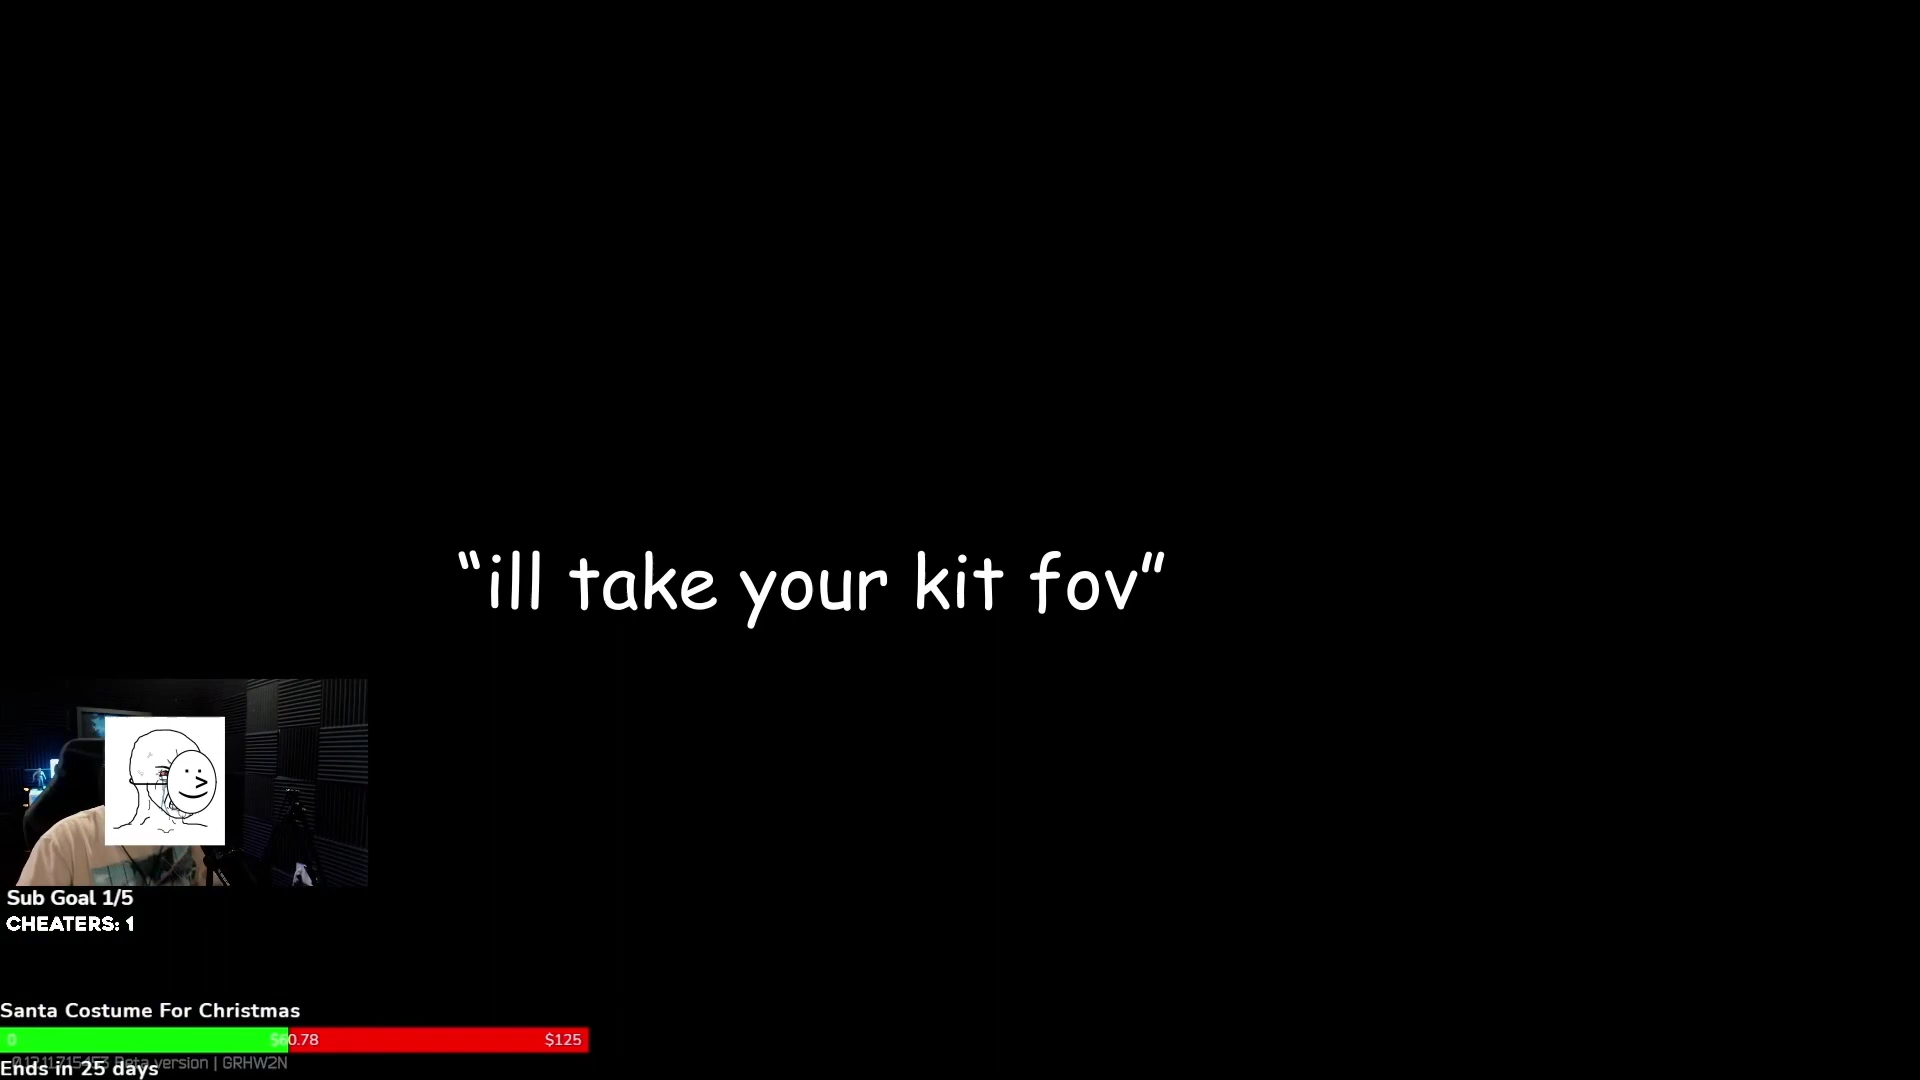 “ill take your kit fov”
Sub Goal 1/5
CHEATERS: 1
Santa Costume For Christmas
0 $60.78 $125
Beta version | GRHW2N
Ends in 25 days